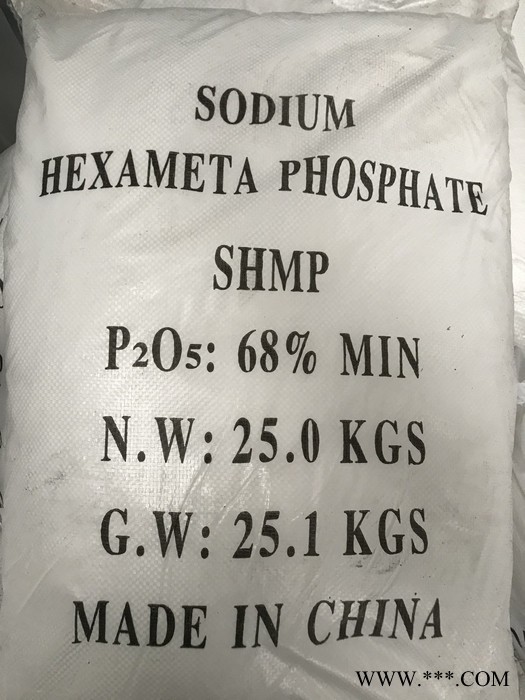 SODIUM
HEXAMETA PHOSPHATE
SHMP
P2O5: 68% MIN
N.W: 25.0 KGS
G.W: 25.1 KGS
MADE IN CHINA
WWW.***.COM